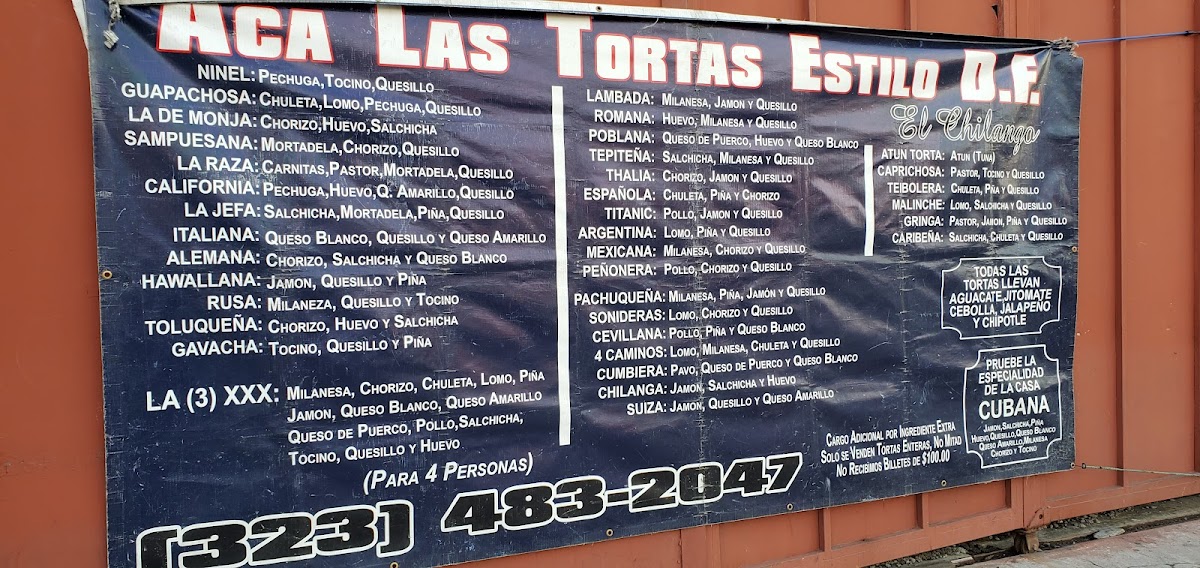 ACA LAS TORTAS ESTILO D.F.
El Chilango
NINEL: PECHUGA,TOCINO,QUESILLO
GUAPACHOSA: CHULETA,LOMO,PECHUGA,QUESILLO
LA DE MONJA: CHORIZO,HUEVO,SALCHICHA
SAMPUESANA: MORTADELA,CHORIZO,QUESILLO
LA RAZA: CARNITAS,PASTOR,MORTADELA,QUESILLO
CALIFORNIA: PECHUGA,HUEVO,Q. AMARILLO,QUESILLO
LA JEFA: SALCHICHA,MORTADELA,PIÑA,QUESILLO
ITALIANA: QUESO BLANCO, QUESILLO Y QUESO AMARILLO
ALEMANA: CHORIZO, SALCHICHA Y QUESO BLANCO
HAWALLANA: JAMON, QUESILLO Y PIÑA
RUSA: MILANEZA, QUESILLO Y TOCINO
TOLUQUEÑA: CHORIZO, HUEVO Y SALCHICHA
GAVACHA: TOCINO, QUESILLO Y PIÑA
LA (3) XXX: MILANESA, CHORIZO, CHULETA, LOMO, PIÑA
JAMON, QUESO BLANCO, QUESO AMARILLO
QUESO DE PUERCO, POLLO,SALCHICHA,
TOCINO, QUESILLO Y HUEVO
(PARA 4 PERSONAS)
LAMBADA: MILANESA, JAMON Y QUESILLO
ROMANA: HUEVO, MILANESA Y QUESILLO
POBLANA: QUESO DE PUERCO, HUEVO Y QUESO BLANCO
TEPITEÑA: SALCHICHA, MILANESA Y QUESILLO
THALIA: CHORIZO, JAMON Y QUESILLO
ESPAÑOLA: CHULETA, PIÑA Y CHORIZO
TITANIC: POLLO, JAMON Y QUESILLO
ARGENTINA: LOMO, PIÑA Y QUESILLO
MEXICANA: MILANESA, CHORIZO Y QUESILLO
PEÑONERA: POLLO, CHORIZO Y QUESILLO
PACHUQUEÑA: MILANESA, PIÑA, JAMÓN Y QUESILLO
SONIDERAS: LOMO, CHORIZO Y QUESILLO
CEVILLANA: POLLO, PIÑA Y QUESO BLANCO
4 CAMINOS: LOMO, MILANESA, CHULETA Y QUESILLO
CUMBIERA: PAVO, QUESO DE PUERCO Y QUESO BLANCO
CHILANGA: JAMON, SALCHICHA Y HUEVO
SUIZA: JAMON, QUESILLO Y QUESO AMARILLO
ATUN TORTA: ATUN (TUNA)
CAPRICHOSA: PASTOR, TOCINO Y QUESILLO
TEIBOLERA: CHULETA, PIÑA Y QUESILLO
MALINCHE: LOMO, SALCHICHA Y QUESILLO
GRINGA: PASTOR, JAMON, PIÑA Y QUESILLO
CARIBEÑA: SALCHICHA, CHULETA Y QUESILLO
TODAS LAS
TORTAS LLEVAN
AGUACATE,JITOMATE
CEBOLLA, JALAPEÑO
Y CHIPOTLE
PRUEBE LA
ESPECIALIDAD
DE LA CASA
CUBANA
JAMON,SALCHICHA,PIÑA
HUEVO,QUESILLO,QUESO BLANCO
QUESO AMARILLO,MILANESA
CHORIZO Y TOCINO
CARGO ADICIONAL POR INGREDIENTE EXTRA
SOLO SE VENDEN TORTAS ENTERAS, NO MITAD
NO RECIBIMOS BILLETES DE $100.00
(323) 483-2047